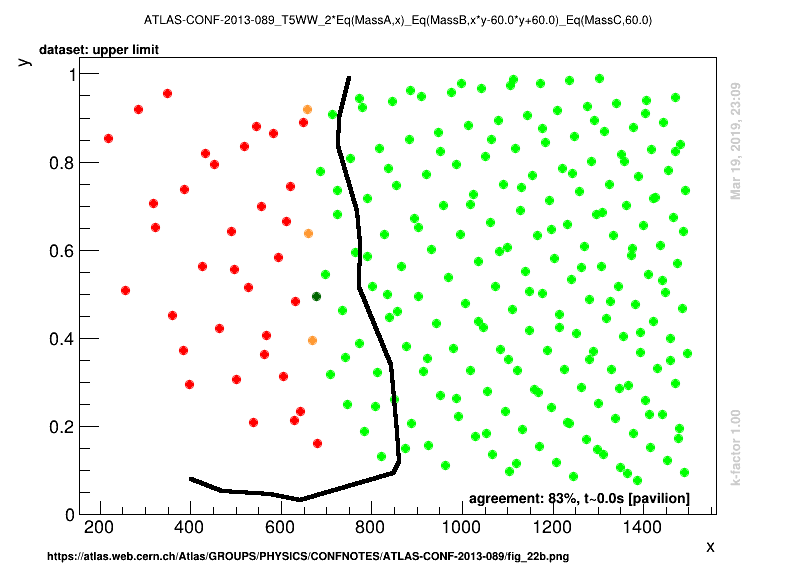 ATLAS-CONF-2013-089_T5WW_2*Eq(MassA,x)_Eq(MassB,x*y-60.0*y+60.0)_Eq(MassC,60.0)
dataset: upper limit
y
1
0.8
0.6
0.4
0.2
0
200 400 600 800 1000 1200 1400
x
agreement: 83%, t~0.0s [pavilion]
Mar 19, 2019, 23:09
k-factor 1.00
https://atlas.web.cern.ch/Atlas/GROUPS/PHYSICS/CONFNOTES/ATLAS-CONF-2013-089/fig_22b.png